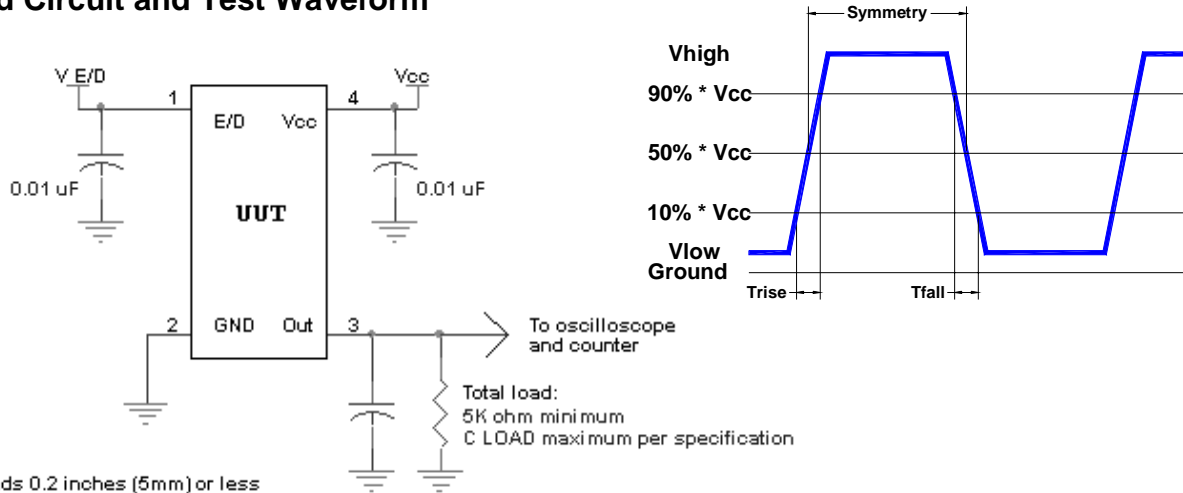 d Circuit and Test Waveform
V E/D
Vcc
1
4
E/D
Vcc
0.01 uF
0.01 uF
UUT
2
GND
Out
3
To oscilloscope
and counter
Total load:
5K ohm minimum
C LOAD maximum per specification
ds 0.2 inches (5mm) or less
Symmetry
Vhigh
90% * Vcc
50% * Vcc
10% * Vcc
Vlow
Ground
Trise
Tfall